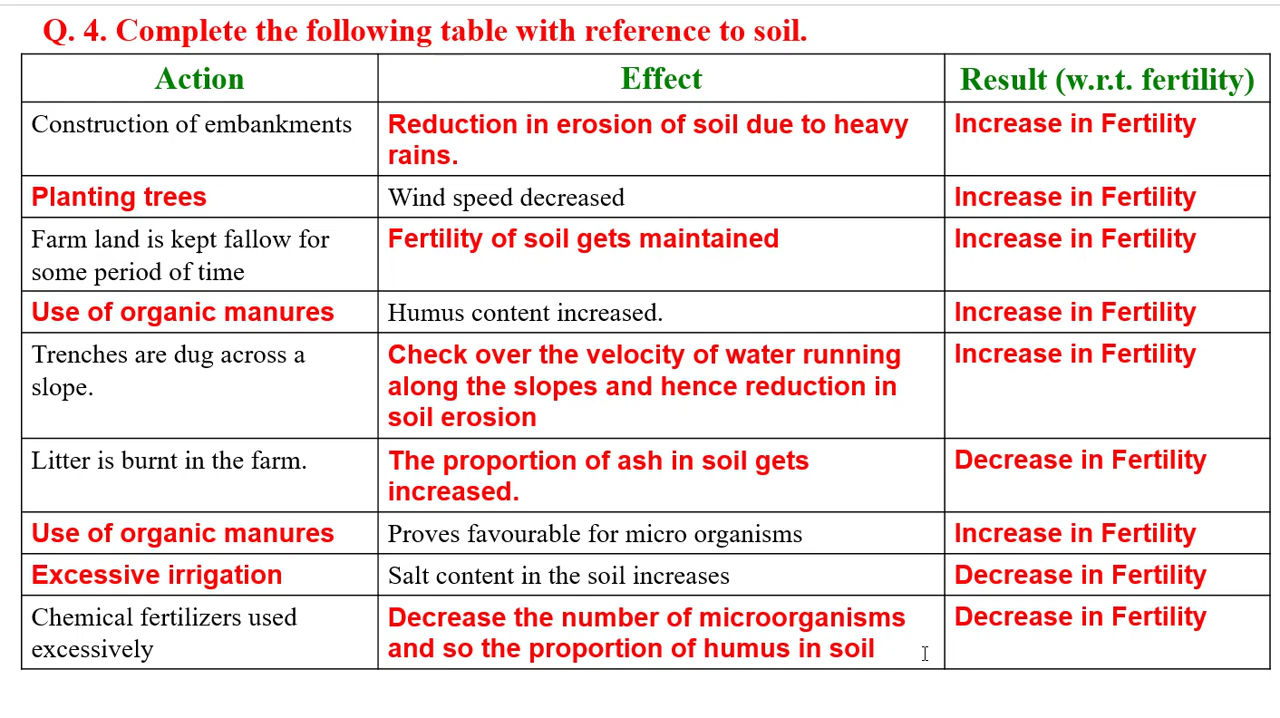 Q. 4. Complete the following table with reference to soil.
Action Effect Result (w.r.t. fertility)
Construction of embankments Reduction in erosion of soil due to heavy Increase in Fertility
rains.
Planting trees Wind speed decreased Increase in Fertility
Farm land is kept fallow for Fertility of soil gets maintained Increase in Fertility
some period of time
Use of organic manures Humus content increased. Increase in Fertility
Trenches are dug across a Check over the velocity of water running Increase in Fertility
slope. along the slopes and hence reduction in
soil erosion
Litter is burnt in the farm. The proportion of ash in soil gets Decrease in Fertility
increased.
Use of organic manures Proves favourable for micro organisms Increase in Fertility
Excessive irrigation Salt content in the soil increases Decrease in Fertility
Chemical fertilizers used Decrease the number of microorganisms Decrease in Fertility
excessively and so the proportion of humus in soil